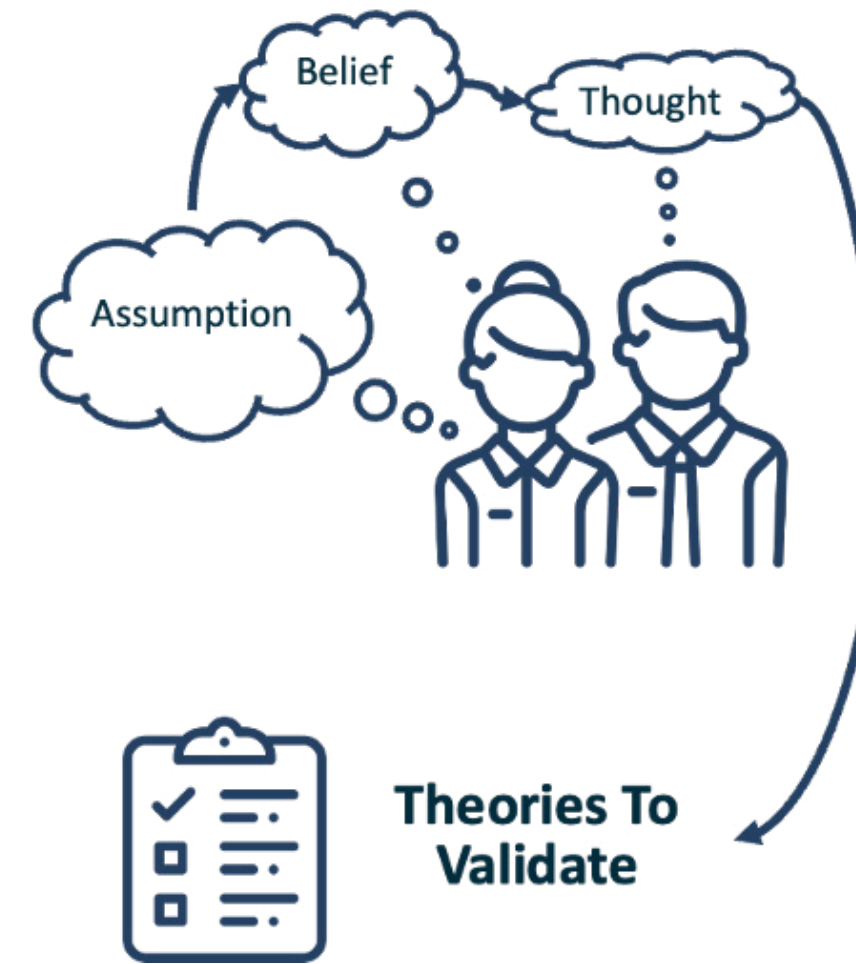 Belief
Thought
Assumption
Theories To
Validate